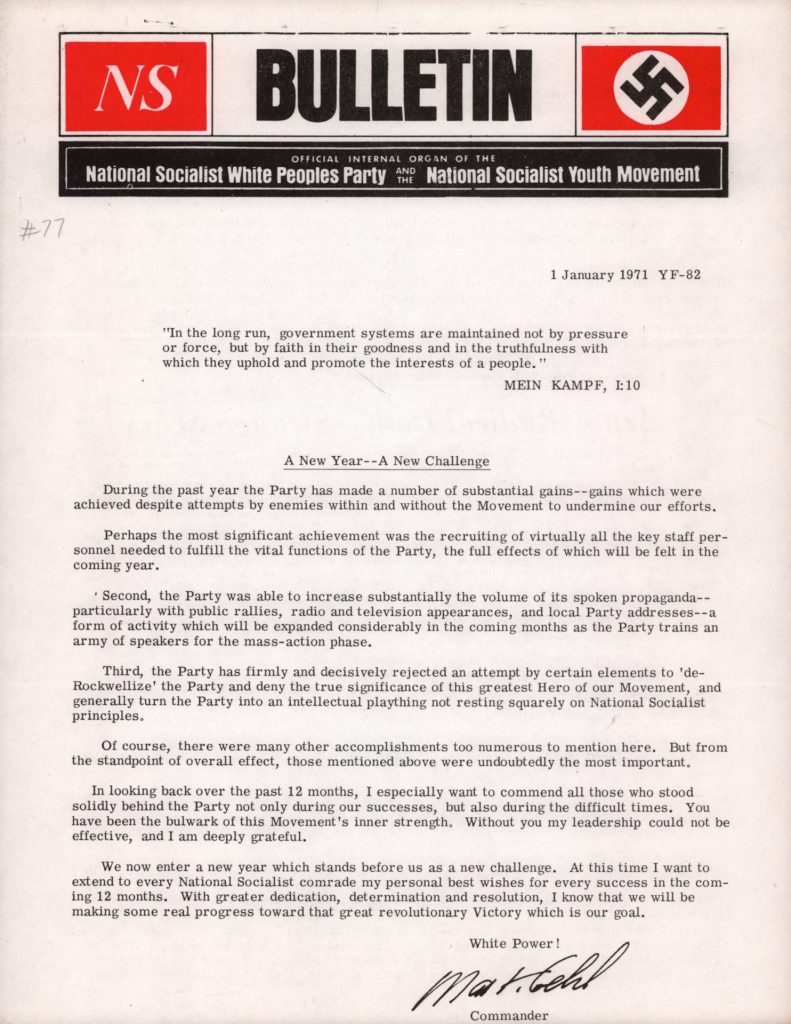 NS
BULLETIN
OFFICIAL INTERNAL ORGAN OF THE
National Socialist White Peoples Party AND THE National Socialist Youth Movement
#77
1 January 1971 YF-82
"In the long run, government systems are maintained not by pressure
or force, but by faith in their goodness and in the truthfulness with
which they uphold and promote the interests of a people."
MEIN KAMPF, I:10
A New Year--A New Challenge
During the past year the Party has made a number of substantial gains--gains which were
achieved despite attempts by enemies within and without the Movement to undermine our efforts.
Perhaps the most significant achievement was the recruiting of virtually all the key staff per-
sonnel needed to fulfill the vital functions of the Party, the full effects of which will be felt in the
coming year.
Second, the Party was able to increase substantially the volume of its spoken propaganda--
particularly with public rallies, radio and television appearances, and local Party addresses--a
form of activity which will be expanded considerably in the coming months as the Party trains an
army of speakers for the mass-action phase.
Third, the Party has firmly and decisively rejected an attempt by certain elements to 'de-
Rockwellize' the Party and deny the true significance of this greatest Hero of our Movement, and
generally turn the Party into an intellectual plaything not resting squarely on National Socialist
principles.
Of course, there were many other accomplishments too numerous to mention here. But from
the standpoint of overall effect, those mentioned above were undoubtedly the most important.
In looking back over the past 12 months, I especially want to commend all those who stood
solidly behind the Party not only during our successes, but also during the difficult times. You
have been the bulwark of this Movement's inner strength. Without you my leadership could not be
effective, and I am deeply grateful.
We now enter a new year which stands before us as a new challenge. At this time I want to
extend to every National Socialist comrade my personal best wishes for every success in the com-
ing 12 months. With greater dedication, determination and resolution, I know that we will be
making some real progress toward that great revolutionary Victory which is our goal.
White Power!
Commander